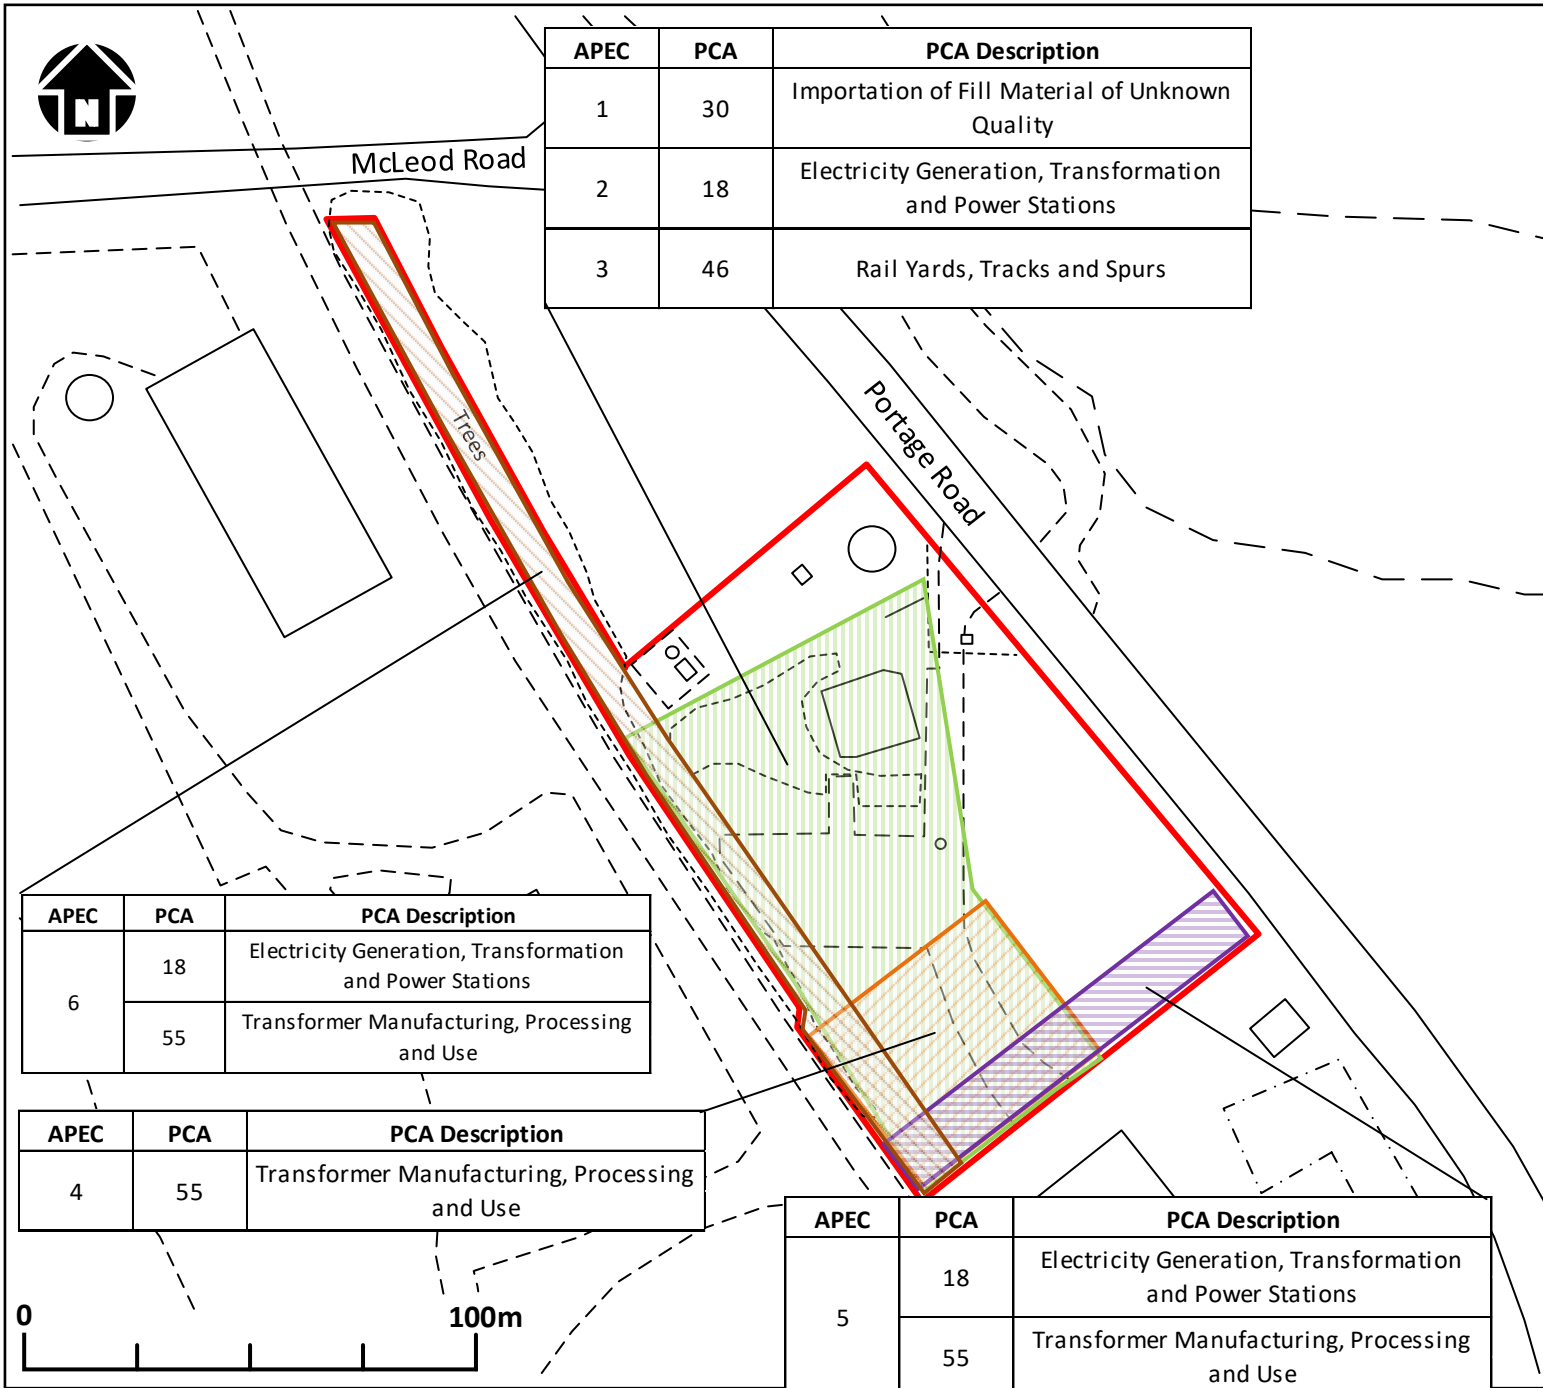 N
APEC PCA PCA Description
1 30 Importation of Fill Material of Unknown
Quality
2 18 Electricity Generation, Transformation
and Power Stations
3 46 Rail Yards, Tracks and Spurs
McLeod Road
Trees
Portage Road
APEC PCA PCA Description
6
18 Electricity Generation, Transformation
and Power Stations
55 Transformer Manufacturing, Processing
and Use
APEC PCA PCA Description
4 55 Transformer Manufacturing, Processing
and Use
APEC PCA PCA Description
5
18 Electricity Generation, Transformation
and Power Stations
55 Transformer Manufacturing, Processing
and Use
0 100m